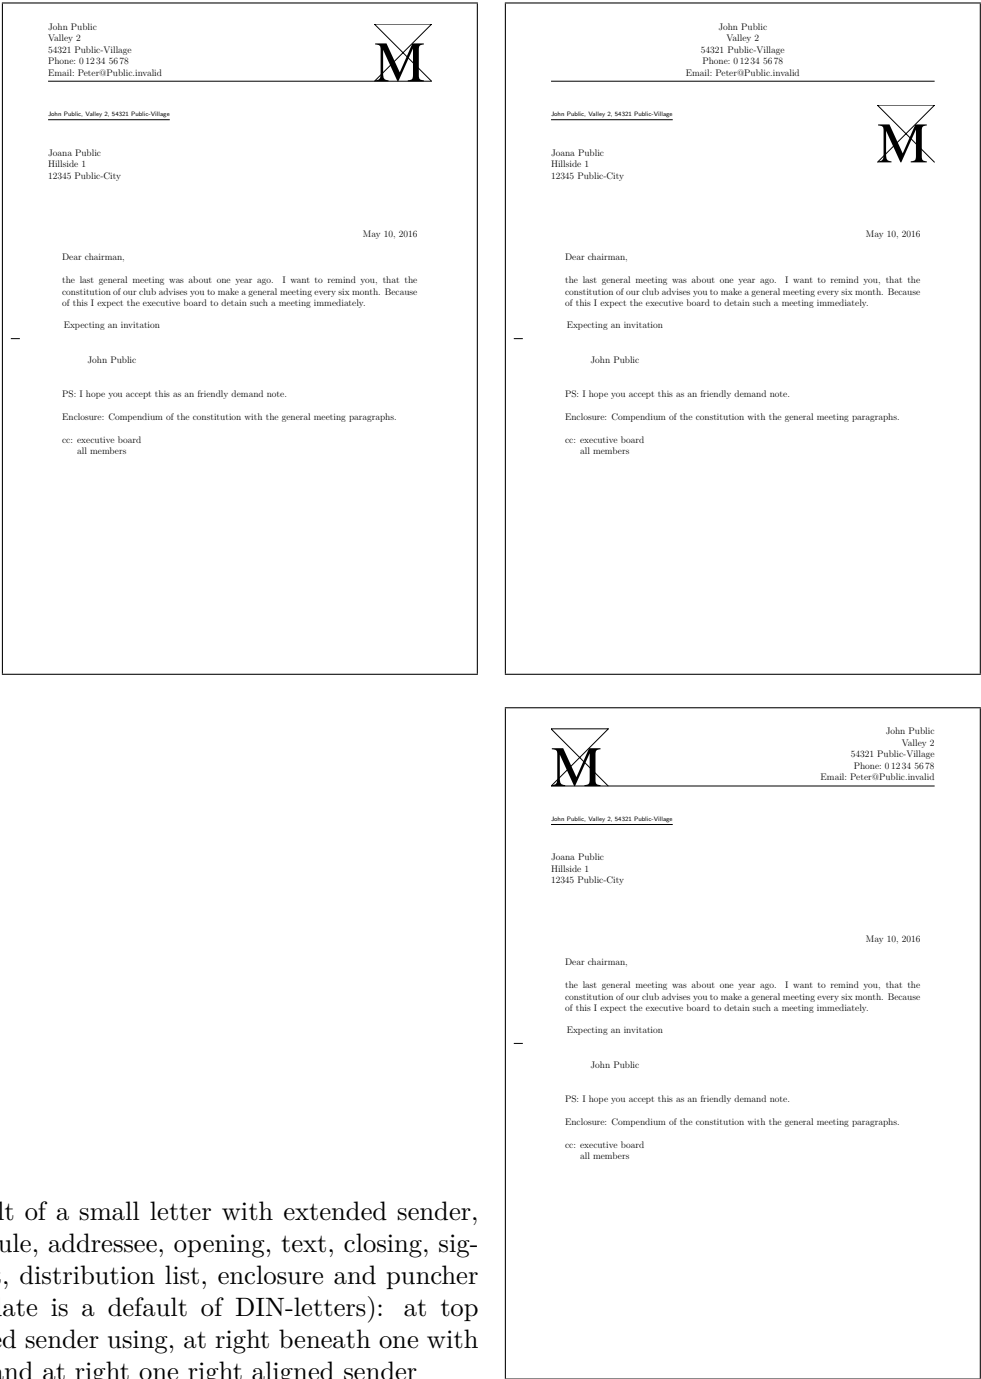 John Public
Valley 2
54321 Public-Village
Phone: 0 12 34 56 78
Email: Peter@Public.invalid
M
John Public, Valley 2, 54321 Public-Village
Joana Public
Hillside 1
12345 Public-City
May 10, 2016
Dear chairman,
the last general meeting was about one year ago. I want to remind you, that the
constitution of our club advises you to make a general meeting every six month. Because
of this I expect the executive board to detain such a meeting immediately.
Expecting an invitation
John Public
PS: I hope you accept this as an friendly demand note.
Enclosure: Compendium of the constitution with the general meeting paragraphs.
cc: executive board
all members
John Public
Valley 2
54321 Public-Village
Phone: 0 12 34 56 78
Email: Peter@Public.invalid
John Public, Valley 2, 54321 Public-Village
M
Joana Public
Hillside 1
12345 Public-City
May 10, 2016
Dear chairman,
the last general meeting was about one year ago. I want to remind you, that the
constitution of our club advises you to make a general meeting every six month. Because
of this I expect the executive board to detain such a meeting immediately.
Expecting an invitation
John Public
PS: I hope you accept this as an friendly demand note.
Enclosure: Compendium of the constitution with the general meeting paragraphs.
cc: executive board
all members
M
John Public
Valley 2
54321 Public-Village
Phone: 0 12 34 56 78
Email: Peter@Public.invalid
John Public, Valley 2, 54321 Public-Village
Joana Public
Hillside 1
12345 Public-City
May 10, 2016
Dear chairman,
the last general meeting was about one year ago. I want to remind you, that the
constitution of our club advises you to make a general meeting every six month. Because
of this I expect the executive board to detain such a meeting immediately.
Expecting an invitation
John Public
PS: I hope you accept this as an friendly demand note.
Enclosure: Compendium of the constitution with the general meeting paragraphs.
cc: executive board
all members
lt of a small letter with extended sender,
ule, addressee, opening, text, closing, sig-
, distribution list, enclosure and puncher
ate is a default of DIN-letters): at top
ed sender using, at right beneath one with
and at right one right aligned sender